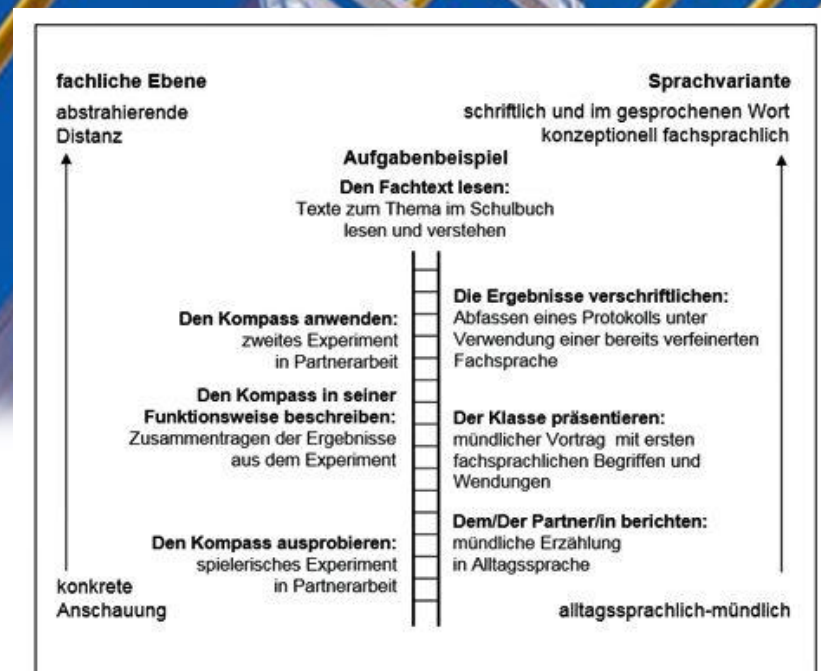 fachliche Ebene
abstrahierende
Distanz
Sprachvariante
schriftlich und im gesprochenen Wort
konzeptionell fachsprachlich
Aufgabenbeispiel
Den Fachtext lesen:
Texte zum Thema im Schulbuch
lesen und verstehen
Die Ergebnisse verschriftlichen:
Abfassen eines Protokolls unter
Verwendung einer bereits verfeinerten
Fachsprache
Den Kompass anwenden:
zweites Experiment
in Partnerarbeit
Den Kompass in seiner
Funktionsweise beschreiben:
Zusammentragen der Ergebnisse
aus dem Experiment
Der Klasse präsentieren:
mündlicher Vortrag mit ersten
fachsprachlichen Begriffen und
Wendungen
Dem/Der Partner/in berichten:
mündliche Erzählung
in Alltagssprache
Den Kompass ausprobieren:
spielerisches Experiment
in Partnerarbeit
konkrete
Anschauung
alltagssprachlich-mündlich